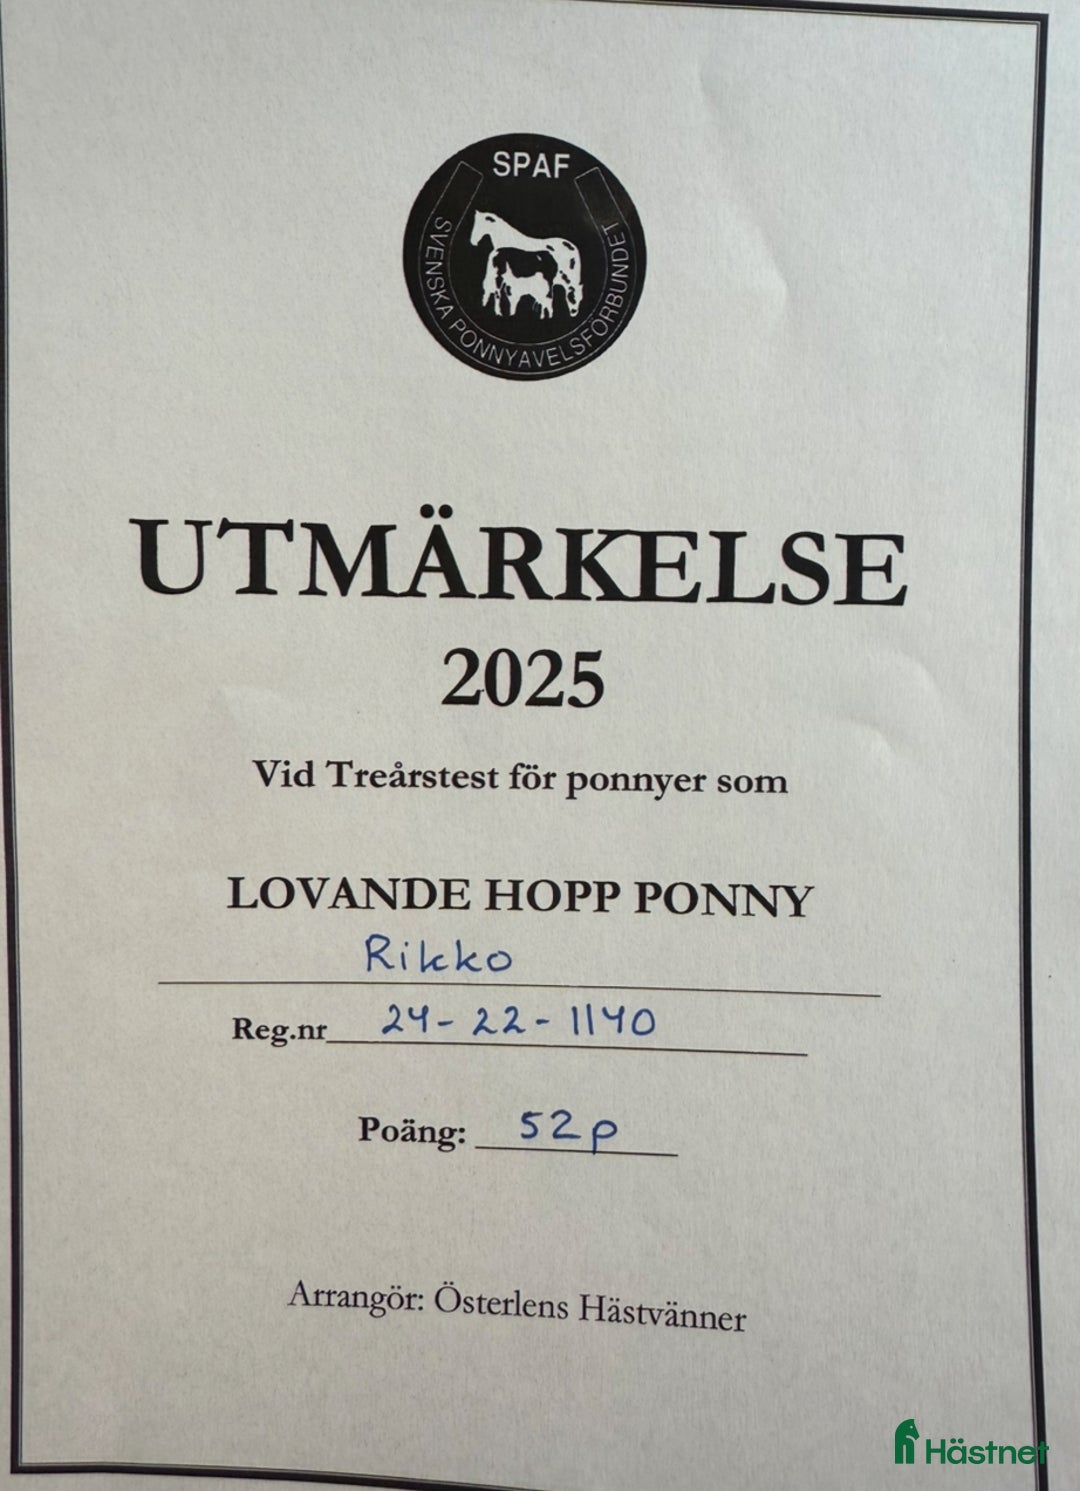 SPAF
SVENSKA PONNYAVELSFÖRBUNDET
UTMÄRKELSE
2025
Vid Treårstest för ponnyer som
LOVANDE HOPP PONNY
Rikko
Reg.nr 24-22-1140
Poäng: 52p
Arrangör: Österlens Hästvänner
Hästnet